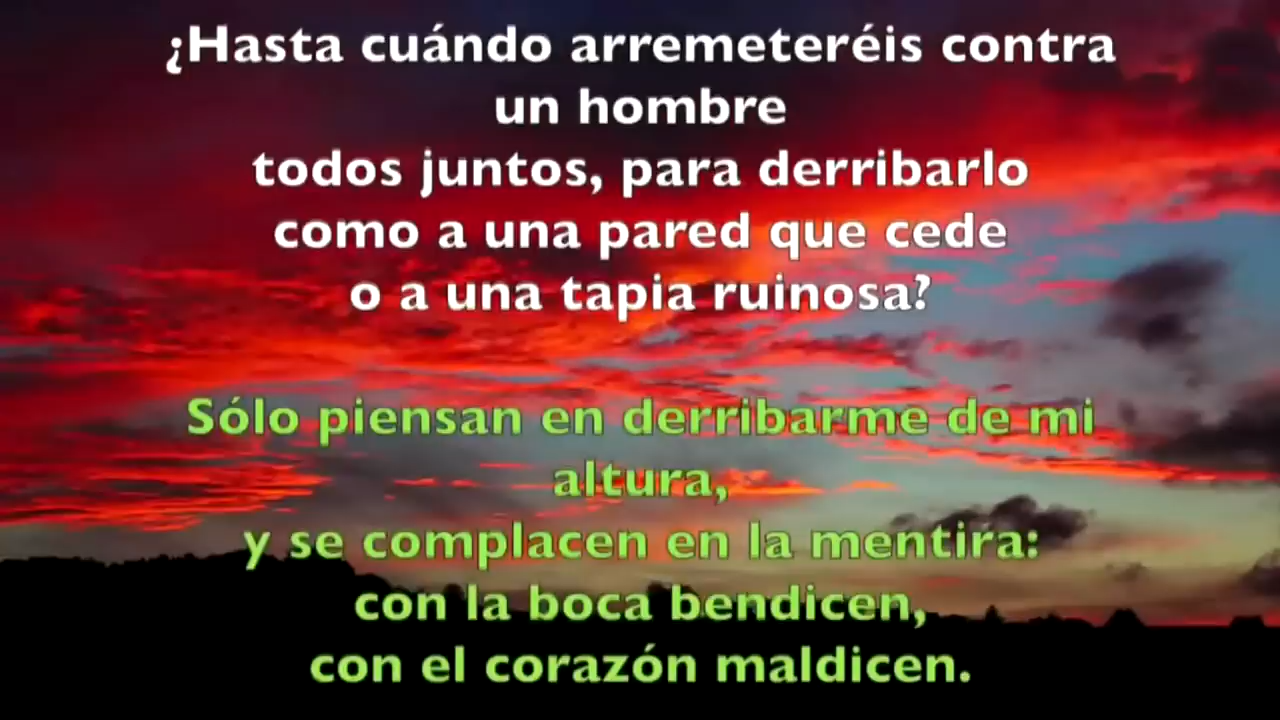 ¿Hasta cuándo arremeteréis contra
un hombre
todos juntos, para derribarlo
como a una pared que cede
o a una tapia ruinosa?
Sólo piensan en derribarme de mi
altura,
y se complacen en la mentira:
con la boca bendicen,
con el corazón maldicen.